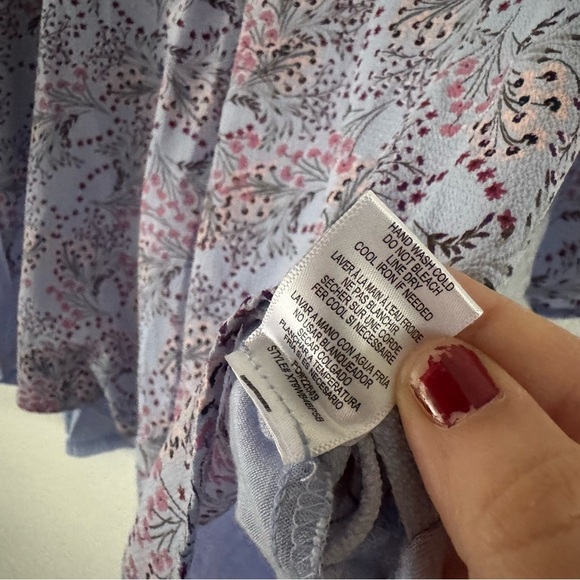 HAND WASH COLD
DO NOT BLEACH
LINE DRY
COOL IRON IF NEEDED
LAVER À LA MAIN À L'EAU FROIDE
NE PAS BLANCHIR
SÉCHER SUR UNE CORDE
FER COOL SI NÉCESSAIRE
LAVAR A MANO CON AGUA FRÍA
NO USAR BLANQUEADOR
SECAR COLGADO
PLANCHAR A TEMPERATURA
FRÍA SI ES NECESARIO